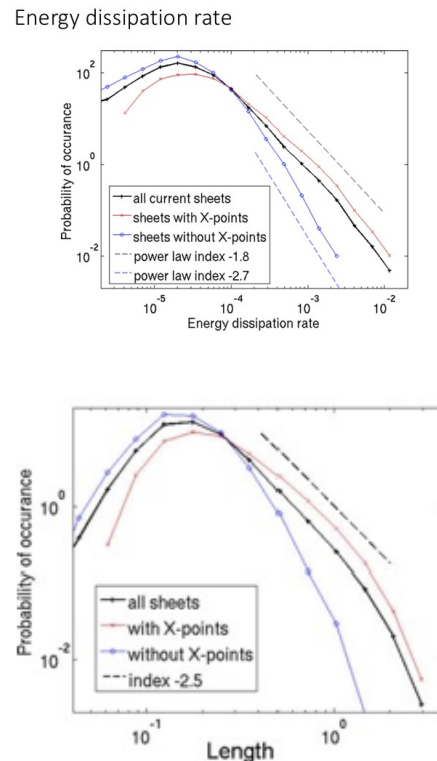 Energy dissipation rate
10^2
10^0
10^-2
Probability of occurance
all current sheets
sheets with X-points
sheets without X-points
power law index -1.8
power law index -2.7
10^-5
10^-4
10^-3
10^-2
Energy dissipation rate
10^0
10^-2
Probability of occurance
all sheets
with X-points
without X-points
index -2.5
10^-1
10^0
Length